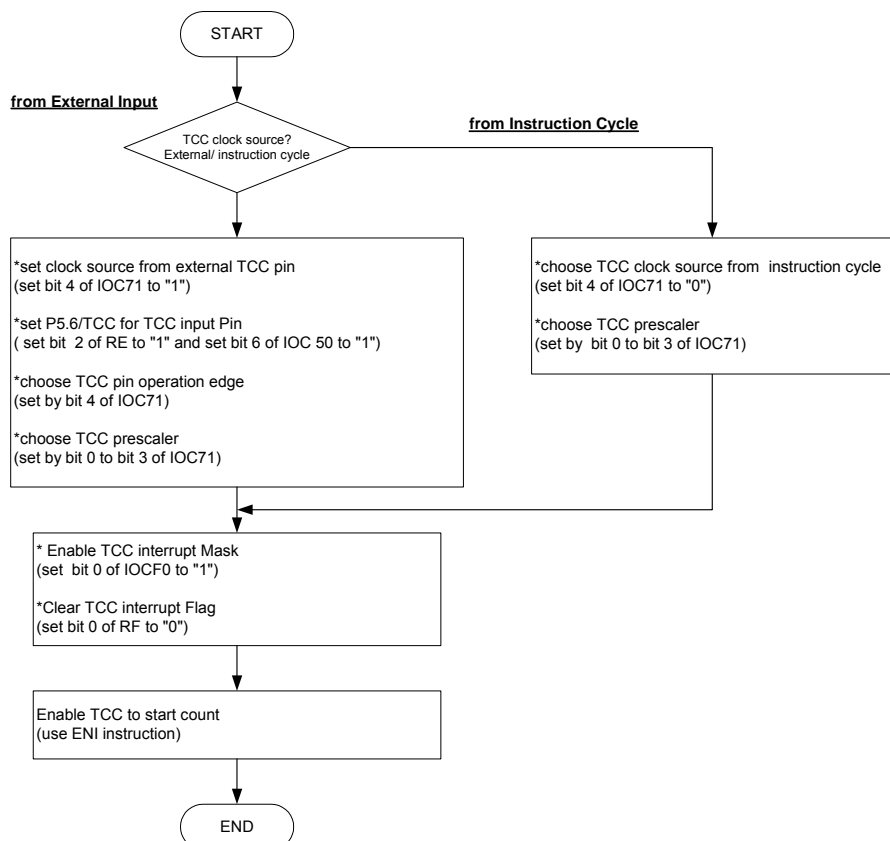 START
from External Input
TCC clock source?
External/ instruction cycle
from Instruction Cycle
*set clock source from external TCC pin
(set bit 4 of IOC71 to "1")
*set P5.6/TCC for TCC input Pin
( set bit 2 of RE to "1" and set bit 6 of IOC 50 to "1")
*choose TCC pin operation edge
(set by bit 4 of IOC71)
*choose TCC prescaler
(set by bit 0 to bit 3 of IOC71)
*choose TCC clock source from instruction cycle
(set bit 4 of IOC71 to "0")
*choose TCC prescaler
(set by bit 0 to bit 3 of IOC71)
* Enable TCC interrupt Mask
(set bit 0 of IOCF0 to "1")
*Clear TCC interrupt Flag
(set bit 0 of RF to "0")
Enable TCC to start count
(use ENI instruction)
END